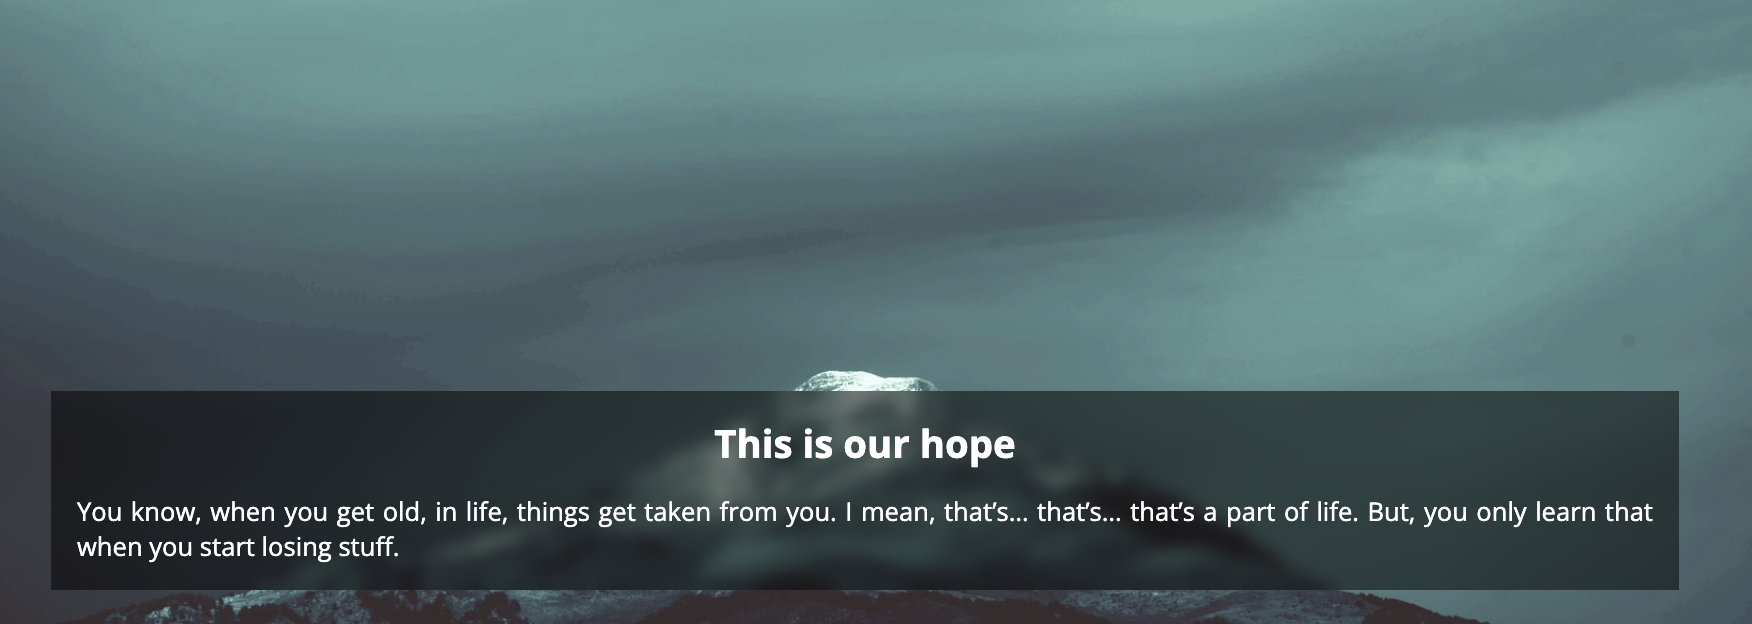 This is our hope
You know, when you get old, in life, things get taken from you. I mean, that’s… that’s… that’s a part of life. But, you only learn that
when you start losing stuff.